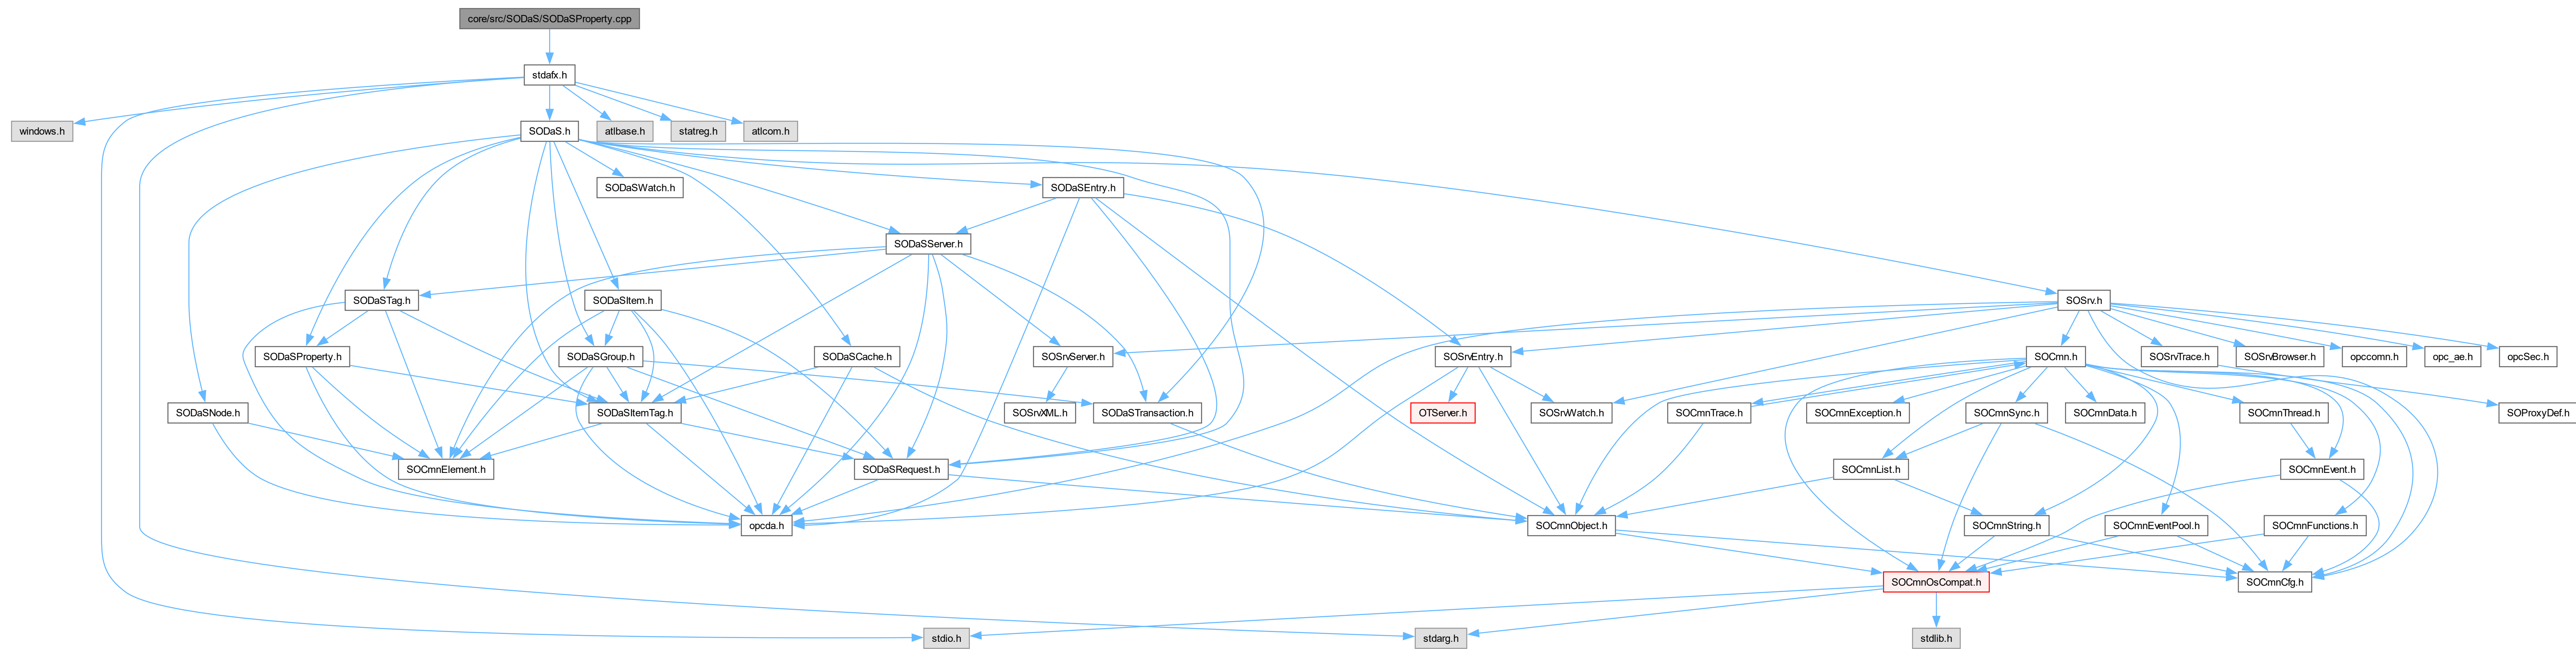 core/src/SODaS/SODaSProperty.cpp
stdafx.h
windows.h
SODaS.h
atlbase.h
statreg.h
atlcom.h
SODaSWatch.h
SODaSEntry.h
SODaSServer.h
SODaSTag.h
SODaSItem.h
SOSrv.h
SODaSProperty.h
SODaSGroup.h
SODaSCache.h
SOSrvServer.h
SOSrvEntry.h
SOCmn.h
SOSrvTrace.h
SOSrvBrowser.h
opccomn.h
opc_ae.h
opcSec.h
SODaSNode.h
SODaSItemTag.h
SOSrvXML.h
SODaSTransaction.h
OTServer.h
SOSrvWatch.h
SOCmnTrace.h
SOCmnException.h
SOCmnSync.h
SOCmnData.h
SOCmnThread.h
SOProxyDef.h
SOCmnElement.h
SODaSRequest.h
SOCmnList.h
SOCmnEvent.h
opcda.h
SOCmnObject.h
SOCmnString.h
SOCmnEventPool.h
SOCmnFunctions.h
SOCmnOsCompat.h
SOCmnCfg.h
stdio.h
stdarg.h
stdlib.h